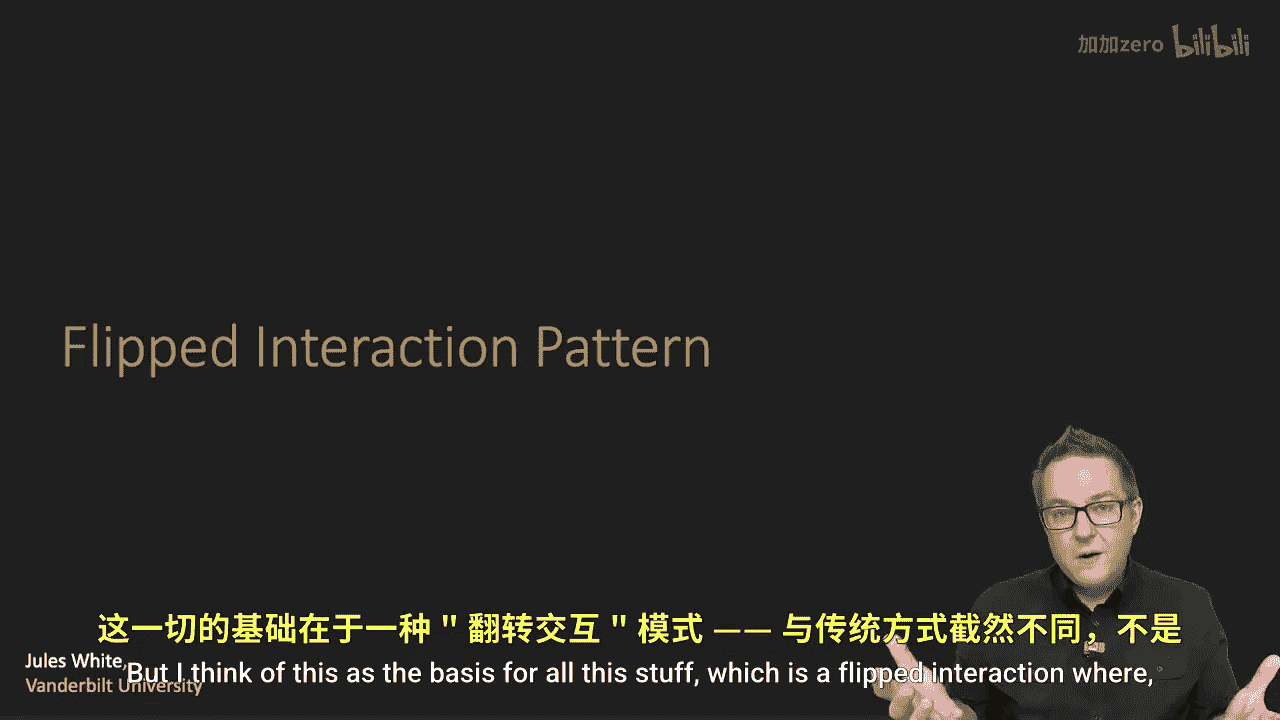 加加zero bilibili
Flipped Interaction Pattern
这一切的基础在于一种 " 翻转交互 " 模式 —— 与传统方式截然不同，不是
Jules White,
But I think of this as the basis for all this stuff, which is a flipped interaction where,
Vanderbilt University